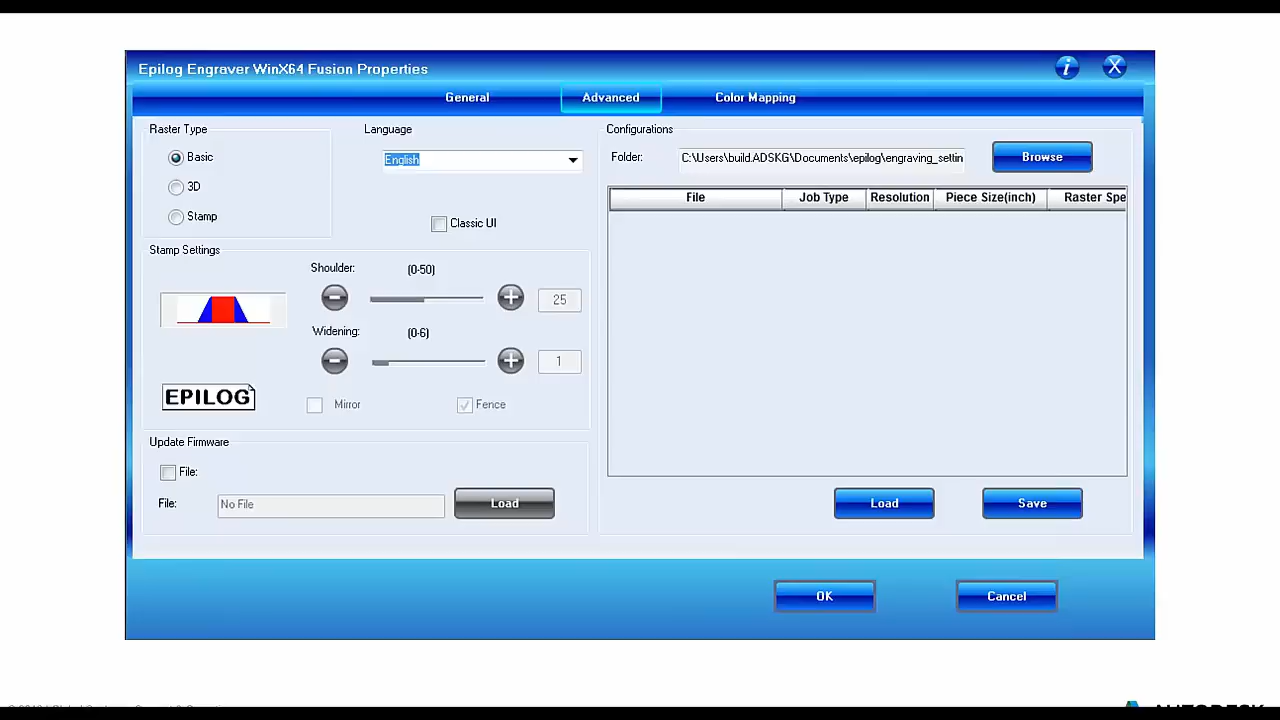 Epilog Engraver WinX64 Fusion Properties
i X
General Advanced Color Mapping
Raster Type
Basic
3D
Stamp
Language
English
Classic UI
Stamp Settings
Shoulder: (0-50)
25
Widening: (0-6)
1
EPILOG
Mirror Fence
Update Firmware
File:
File: No File Load
Configurations
Folder: C:\Users\build.ADSKG\Documents\epilog\engraving_settin Browse
File Job Type Resolution Piece Size(inch) Raster Spe
Load Save
OK Cancel
AUTODESK